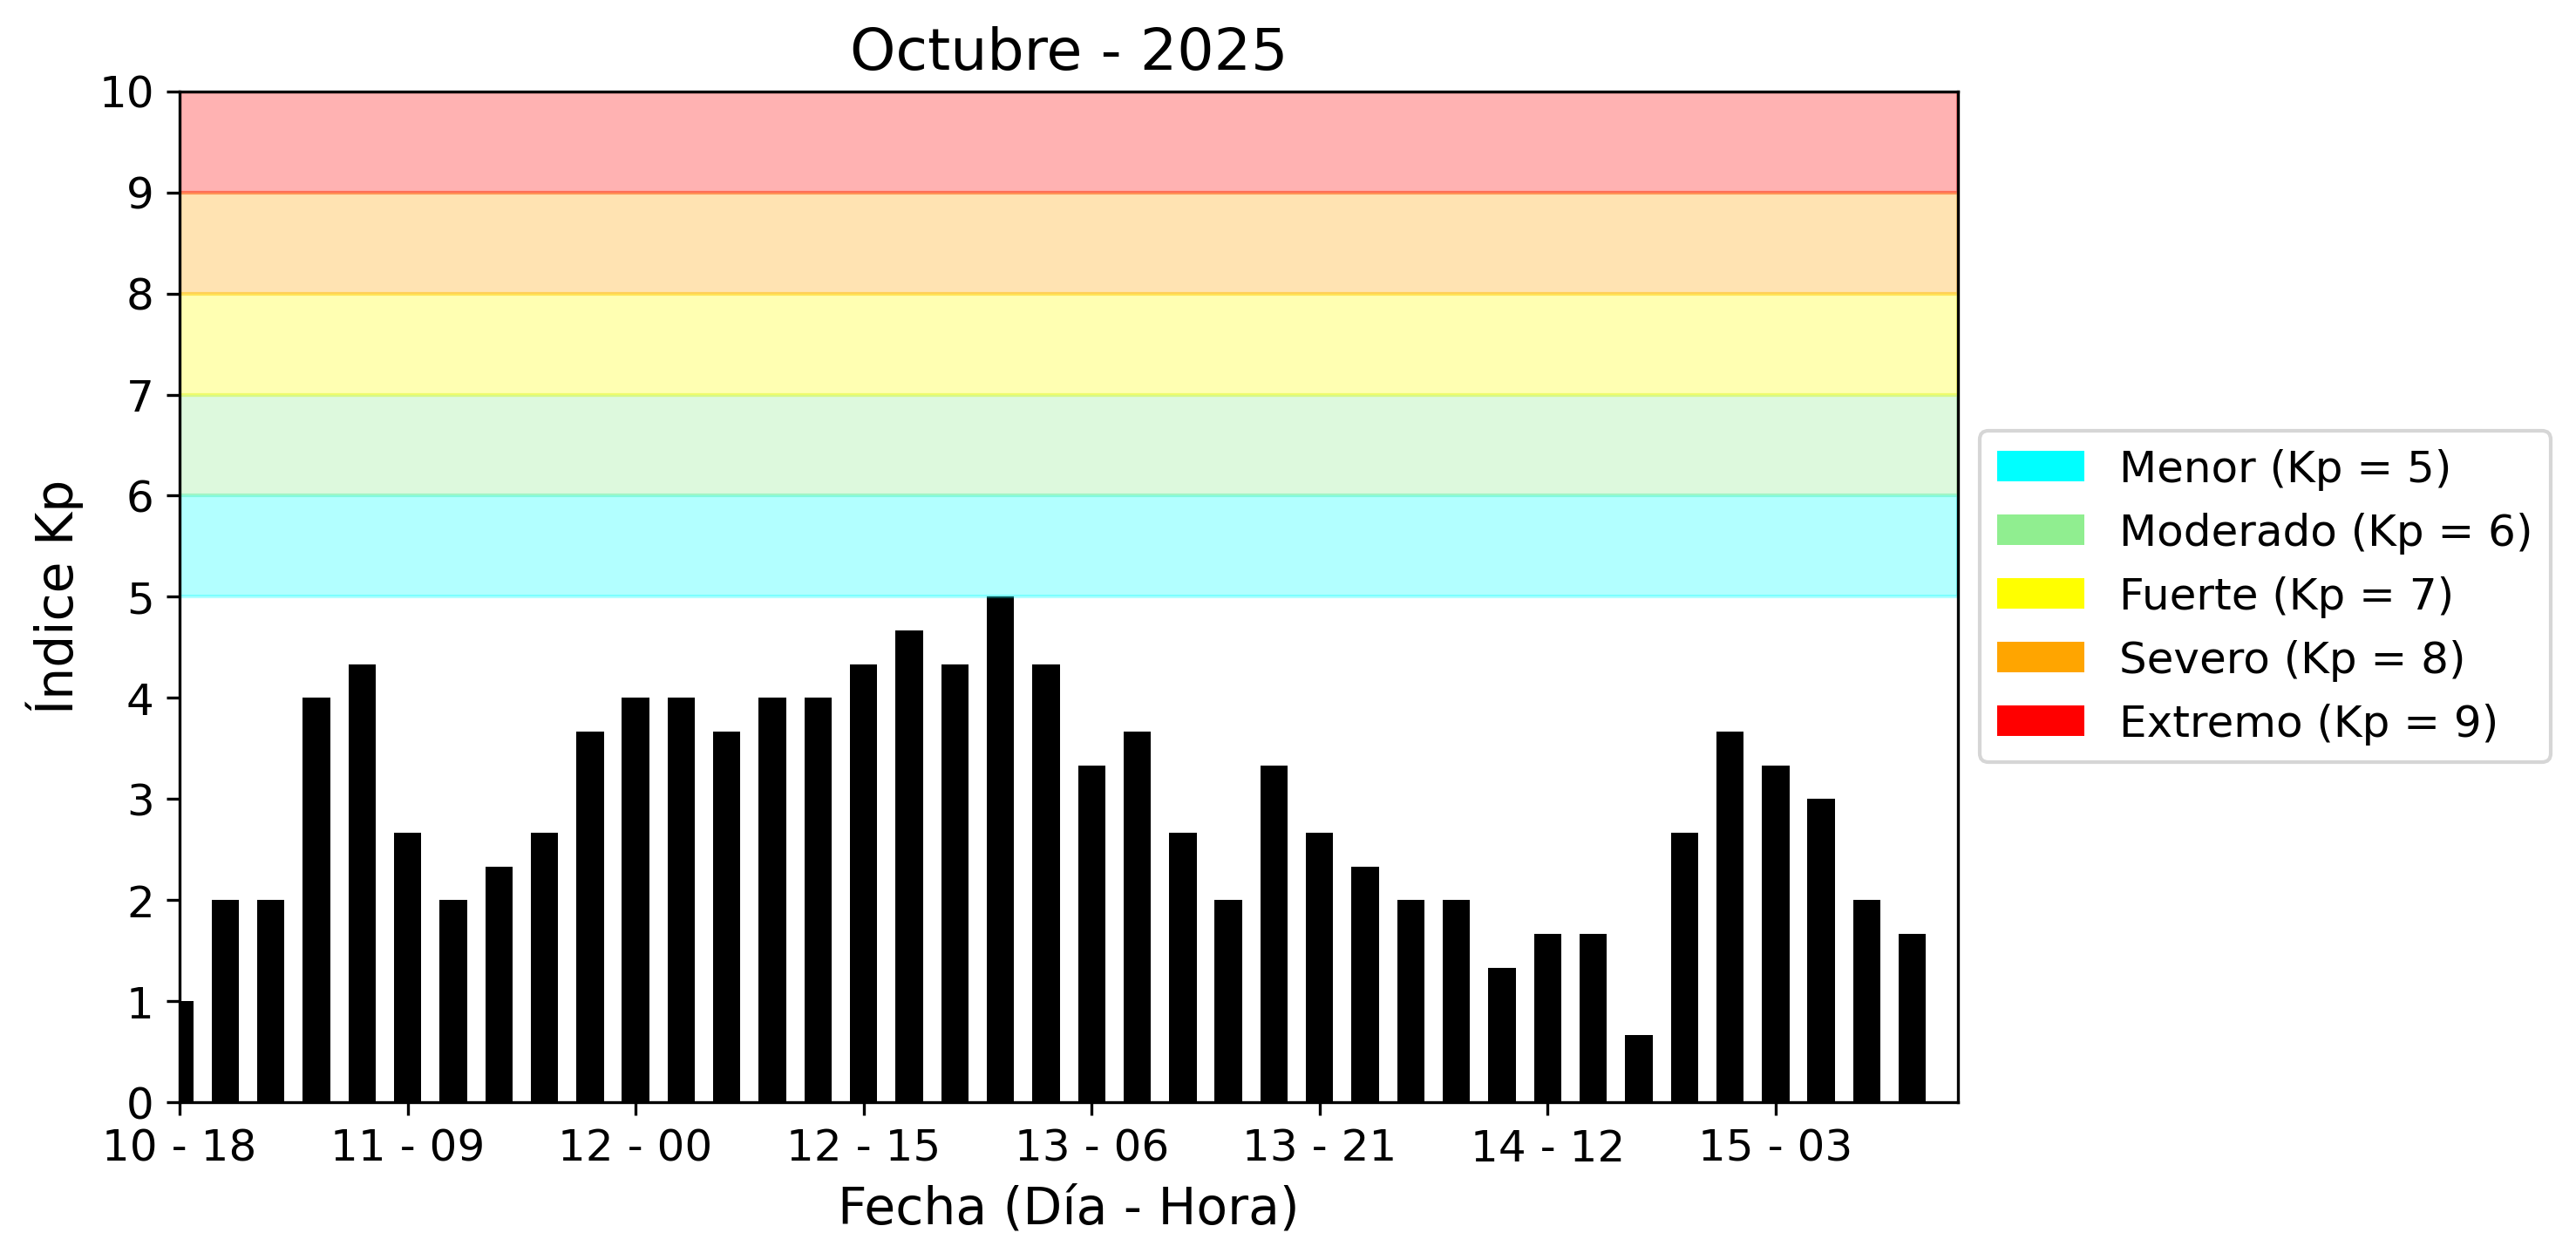 Octubre - 2025
10
9
8
7
6
5
4
3
2
1
0
Índice Kp
10 - 18
11 - 09
12 - 00
12 - 15
13 - 06
13 - 21
14 - 12
15 - 03
Fecha (Día - Hora)
Menor (Kp = 5)
Moderado (Kp = 6)
Fuerte (Kp = 7)
Severo (Kp = 8)
Extremo (Kp = 9)